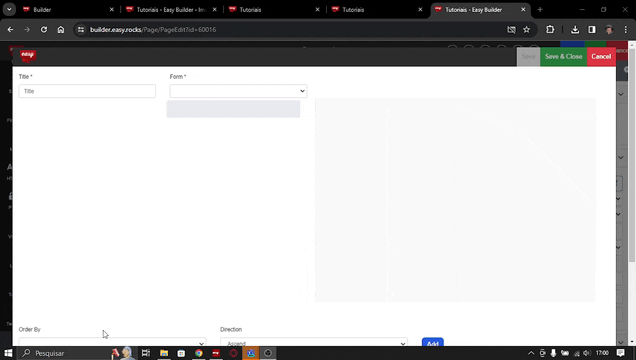 Builder
Tutoriais - Easy Builder - In
Tutoriais
Tutoriais
Tutoriais - Easy Builder
builder.easy.rocks/Page/PageEdit?id=60016
easy
Save
Save & Close
Cancel
Title *
Form *
Title
Order By
Direction
Ascend
Add
Pesquisar
17:00